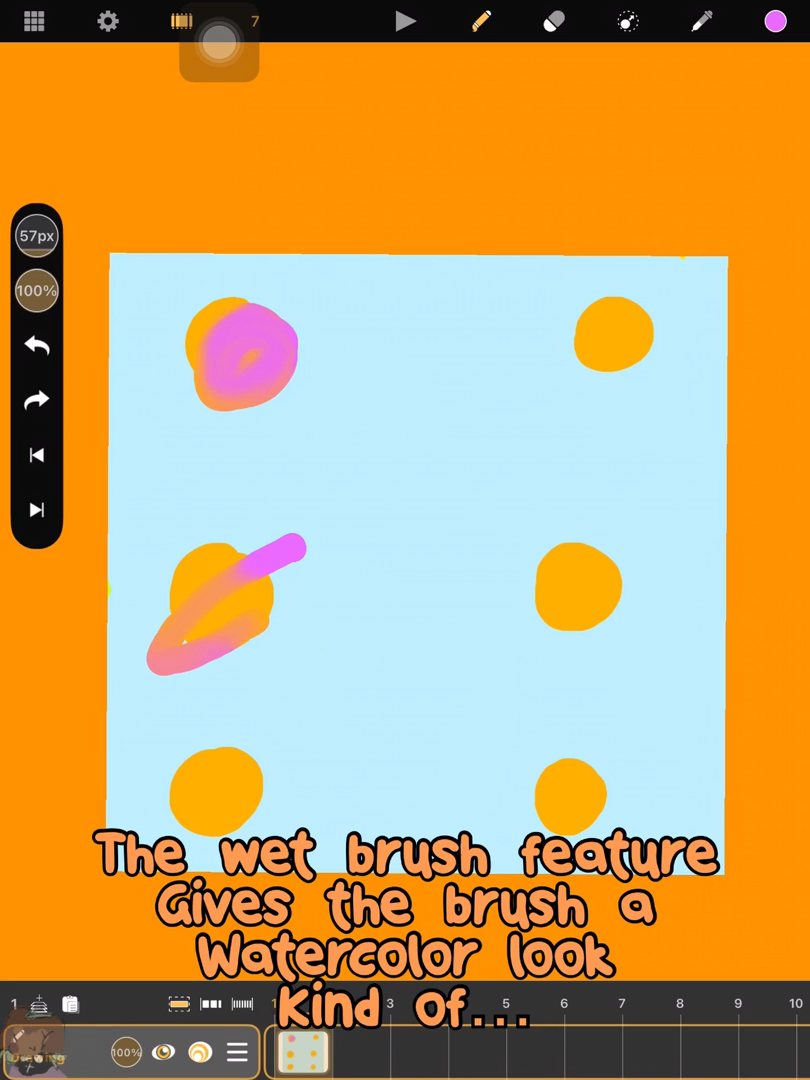 7
57px
100%
The wet brush feature
Gives the brush a
Watercolor look
Kind of...
1
3 5 6 7 8 9 10
100%